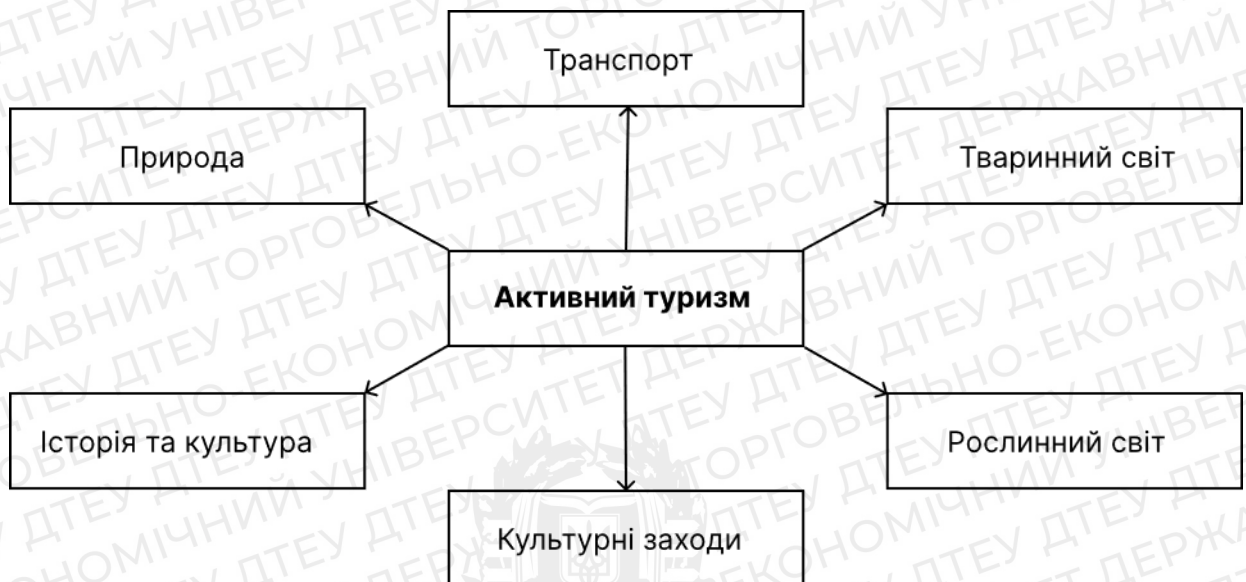 Транспорт
Природа
Тваринний світ
Активний туризм
Історія та культура
Рослинний світ
Культурні заходи